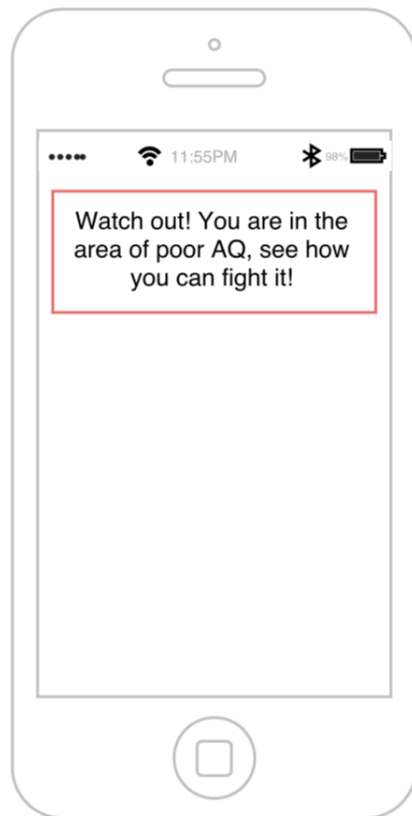 11:55PM 98%
Watch out! You are in the
area of poor AQ, see how
you can fight it!